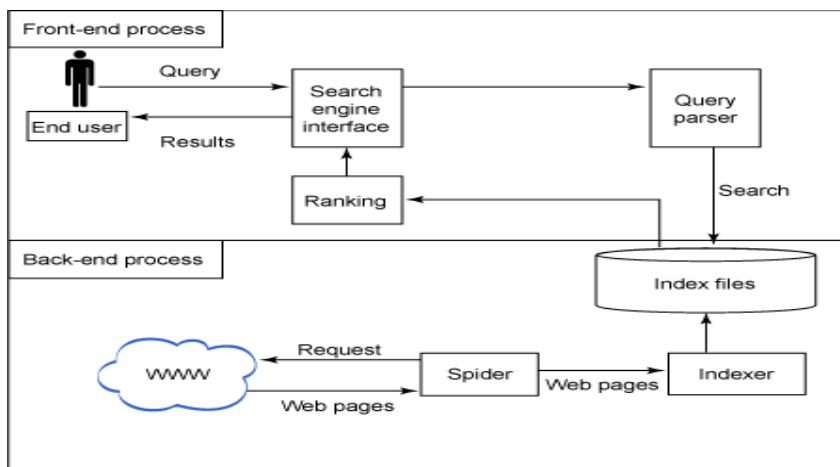 Front-end process
Query
Search
engine
interface
Query
parser
End user
Results
Ranking
Search
Back-end process
Index files
WWW
Request
Spider
Web pages
Indexer
Web pages